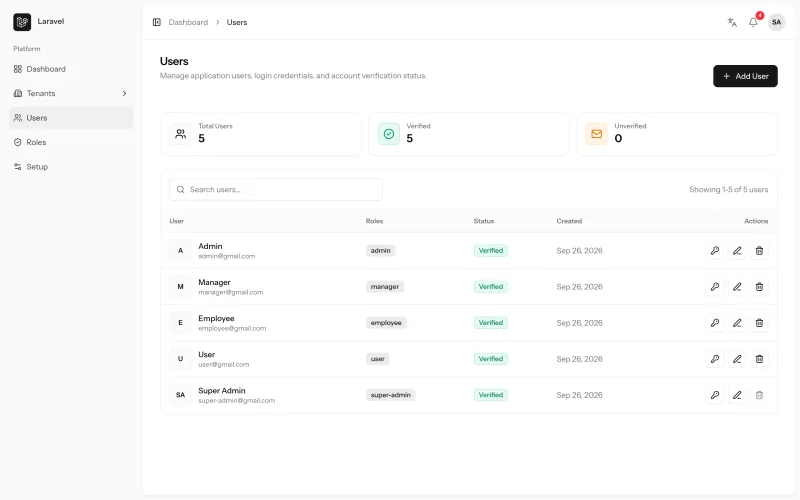 Laravel
Dashboard
Users
4
SA
Platform
Dashboard
Tenants
Users
Roles
Setup
Users
Manage application users, login credentials, and account verification status.
Add User
Total Users
5
Verified
5
Unverified
0
Search users...
Showing 1-5 of 5 users
User Roles Status Created Actions
A Admin admin Verified Sep 26, 2026
admin@gmail.com
M Manager manager Verified Sep 26, 2026
manager@gmail.com
E Employee employee Verified Sep 26, 2026
employee@gmail.com
U User user Verified Sep 26, 2026
user@gmail.com
SA Super Admin super-admin Verified Sep 26, 2026
super-admin@gmail.com